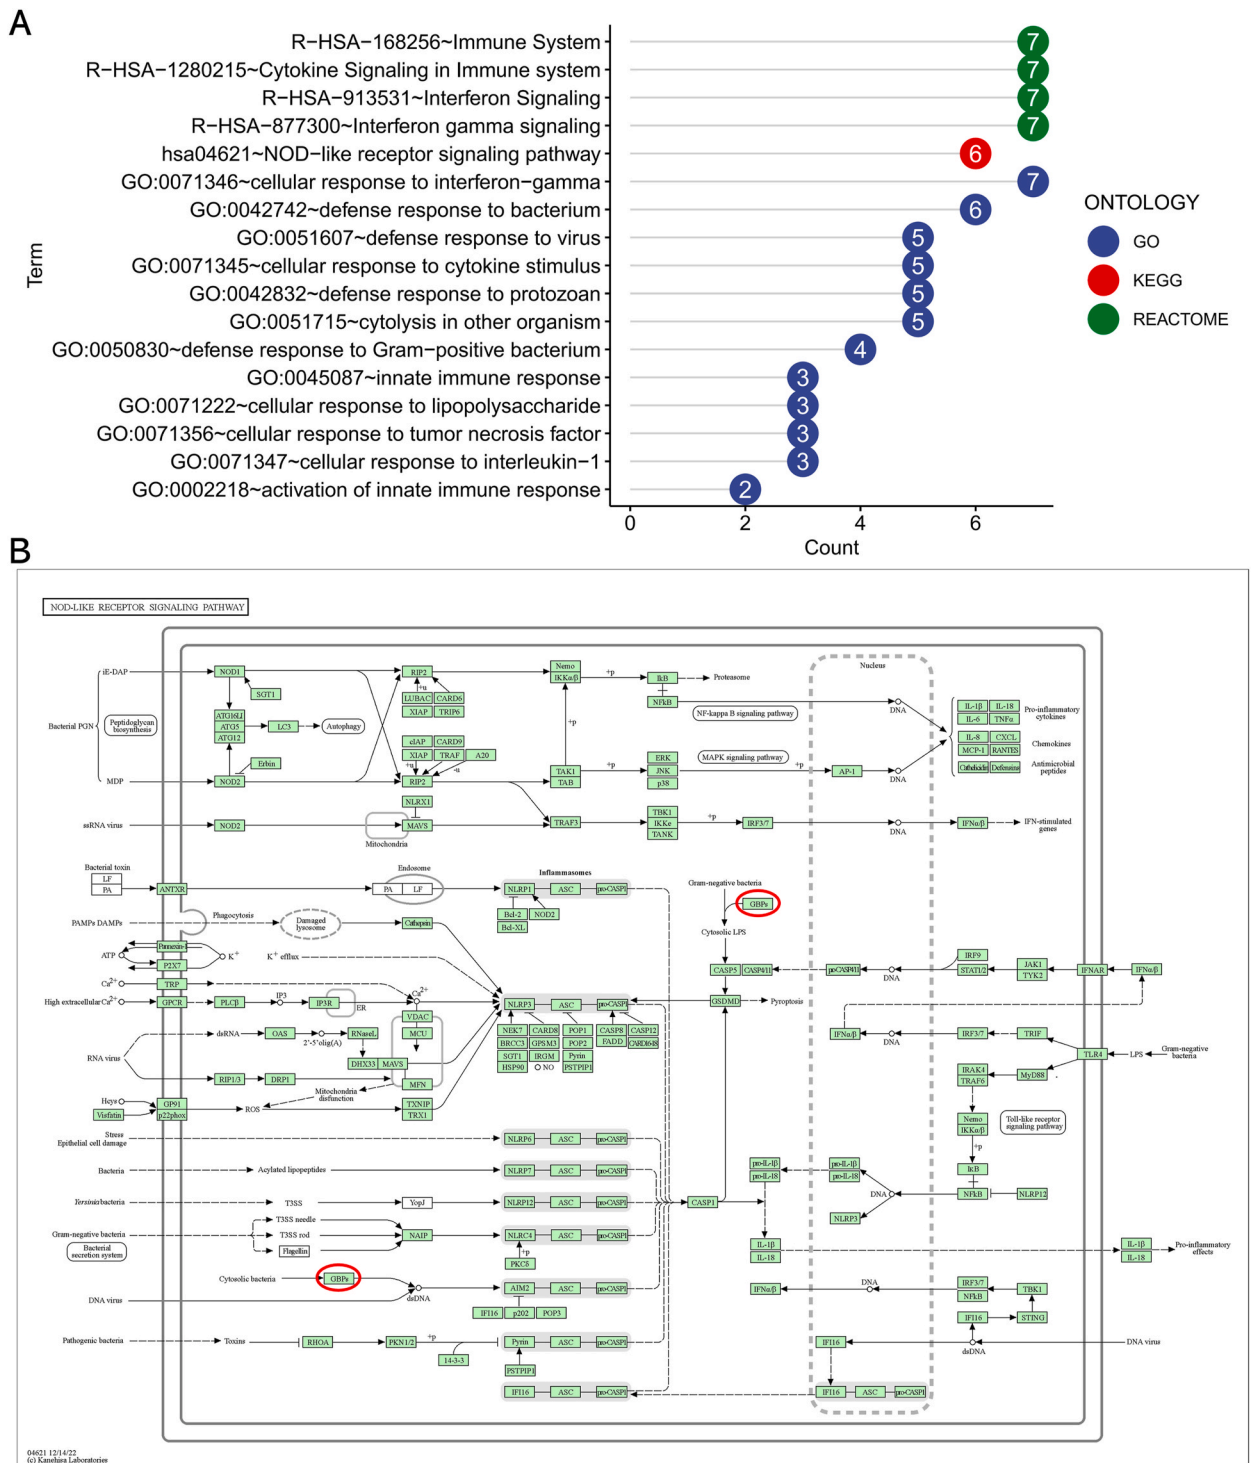 A
R−HSA−168256~Immune System
7
R−HSA−1280215~Cytokine Signaling in Immune system
7
R−HSA−913531~Interferon Signaling
7
R−HSA−877300~Interferon gamma signaling
7
hsa04621~NOD−like receptor signaling pathway
6
GO:0071346~cellular response to interferon−gamma
7
GO:0042742~defense response to bacterium
6
GO:0051607~defense response to virus
5
GO:0071345~cellular response to cytokine stimulus
5
GO:0042832~defense response to protozoan
5
GO:0051715~cytolysis in other organism
5
GO:0050830~defense response to Gram−positive bacterium
4
GO:0045087~innate immune response
3
GO:0071222~cellular response to lipopolysaccharide
3
GO:0071356~cellular response to tumor necrosis factor
3
GO:0071347~cellular response to interleukin−1
3
GO:0002218~activation of innate immune response
2
Term
0 2 4 6
Count
ONTOLOGY
GO
KEGG
REACTOME
B
NOD-LIKE RECEPTOR SIGNALING PATHWAY
iE-DAP
NOD1
RIP2
Nemo
IKKα/β
+p
IkB
Proteasome
Nucleus
SGT1
+u
LUBAC CARD6
XIAP TRIP6
NFkB
NF-kappa B signaling pathway
DNA
IL-1β IL-18
IL-6 TNFα
Pro-inflammatory
cytokines
Bacterial PGN
Peptidoglycan
biosynthesis
ATG16L1
ATG5
ATG12
LC3
Autophagy
+p
IL-8 CXCL
MCP-1 RANTES
Chemokines
cIAP CARD9
XIAP TRAF A20
+u
-u
Erbin
ERK
JNK
p38
MAPK signaling pathway
Cathelicidin Defensins
Antimicrobial
peptides
MDP
NOD2
RIP2
TAK1
TAB
+p
+p
AP-1
DNA
NLRX1
ssRNA virus
NOD2
MAVS
Mitochondria
TRAF3
TBK1
IKKe
TANK
+p
IRF3/7
DNA
IFNα/β
IFN-stimulated
genes
Bacterial toxin
LF
PA
ANTXR
Endosome
PA LF
Inflammasomes
NLRP1 ASC pro-CASP1
Bcl-2 NOD2
Bcl-XL
Gram-negative bacteria
GBPs
Cytosolic LPS
PAMPs DAMPs
Phagocytosis
Damaged
lysosome
Cathepsin
ATP
Pannexin-1
P2X7
K+
K+ efflux
CASP5 CASP4/11
pro-CASP4/11
DNA
IRF9
STAT1/2
JAK1
TYK2
IFNAR
IFNα/β
Ca2+
TRP
High extracellular Ca2+
GPCR
PLCβ
IP3
IP3R
ER
Ca2+
NLRP3 ASC pro-CASP1
GSDMD
Pyroptosis
VDAC
MCU
NEK7 CARD8 POP1 CASP8 CASP12
BRCC3 GPSM3 POP2 FADD CARD16/18
SGT1 IRGM Pyrin
HSP90 NO PSTPIP1
RNA virus
dsRNA
OAS
2'-5'olig(A)
RNaseL
DHX33 MAVS
MFN
RIP1/3
DRP1
Mitochondria
disfunction
IFNα/β
DNA
IRF3/7
TRIF
TLR4
LPS
Gram-negative
bacteria
IRAK4
TRAF6
MyD88
Heys
Visfatin
GP91
p22phox
ROS
TXNIP
TRX1
Nemo
IKKα/β
+p
Toll-like receptor
signaling pathway
Stress
Epithelial cell damage
NLRP6 ASC pro-CASP1
Bacteria
Acylated lipopeptides
NLRP7 ASC pro-CASP1
pro-IL-1β
pro-IL-18
pro-IL-1β
pro-IL-18
IkB
Yersinia bacteria
T3SS
YopJ
NLRP12 ASC pro-CASP1
CASP1
DNA
NFkB
NLRP12
NLRP3
Gram-negative bacteria
Bacterial
secretion system
T3SS needle
T3SS rod
Flagellin
NAIP
NLRC4 ASC pro-CASP1
+p
PKCδ
IL-1β
IL-18
IL-1β
IL-18
Pro-inflammatory
effects
Cytosolic bacteria
GBPs
dsDNA
AIM2 ASC pro-CASP1
IFI16 p202 POP3
DNA virus
IFNα/β
DNA
IRF3/7
NFkB
TBK1
IFI16
STING
Pathogenic bacteria
Toxins
RHOA
PKN1/2
+p
14-3-3
Pyrin ASC pro-CASP1
PSTPIP1
IFI16
dsDNA
DNA virus
IFI16 ASC pro-CASP1
IFI16 ASC pro-CASP1
04621 12/14/22
(c) Kanehisa Laboratories